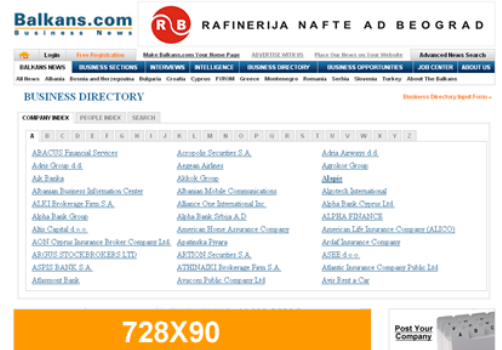 Balkans.com
Business News
RB RAFINERIJA NAFTE AD BEOGRAD
Login Free Registration Make Balkans.com Your Home Page ADVERTISE WITH US Place Our News on Your Website Advanced News Search
BALKANS NEWS BUSINESS SECTIONS INTERVIEWS INTELLIGENCE BUSINESS DIRECTORY BUSINESS OPPORTUNITIES JOB CENTER ABOUT US
All News Albania Bosnia and Herzegovina Bulgaria Croatia Cyprus FYROM Greece Montenegro Romania Serbia Slovenia Turkey About The Balkans
BUSINESS DIRECTORY
Business Directory Input Form »
COMPANY INDEX PEOPLE INDEX SEARCH
A B C D E F G H I J K L M N O P Q R S T U V W X Y Z
ABACUS Financial Services Acropolis Securities S.A. Adria Airways d.d.
Adris Group d.d. Aegean Airlines Agrokor Group
Aik Banka Aktiok Group Alapis
Albanian Business Information Center Albanian Mobile Communications Algotech International
ALKI Brokerage Firm S.A. Alliance One International Inc. Alpha Bank Cyprus Ltd.
Alpha Bank Group Alpha Bank Srbija A.D ALPHA FINANCE
Alta Capital d.o.o. American Home Assurance Company American Life Insurance Company (ALICO)
AON Cyprus Insurance Broker Company Ltd. Apatinska Pivara Ardaf Insurance Company
ARGUS STOCKBROKERS LTD ARTION Securities S.A. ASEE d.o.o.
ASPIS BANK S.A. ATHINAIKI Brokerage Firm S.A. Atlantic Insurance Company Public Ltd
Atlasmont Bank Avacom Public Company Ltd Avis Rent a Car
728X90
Post Your
Company
A B